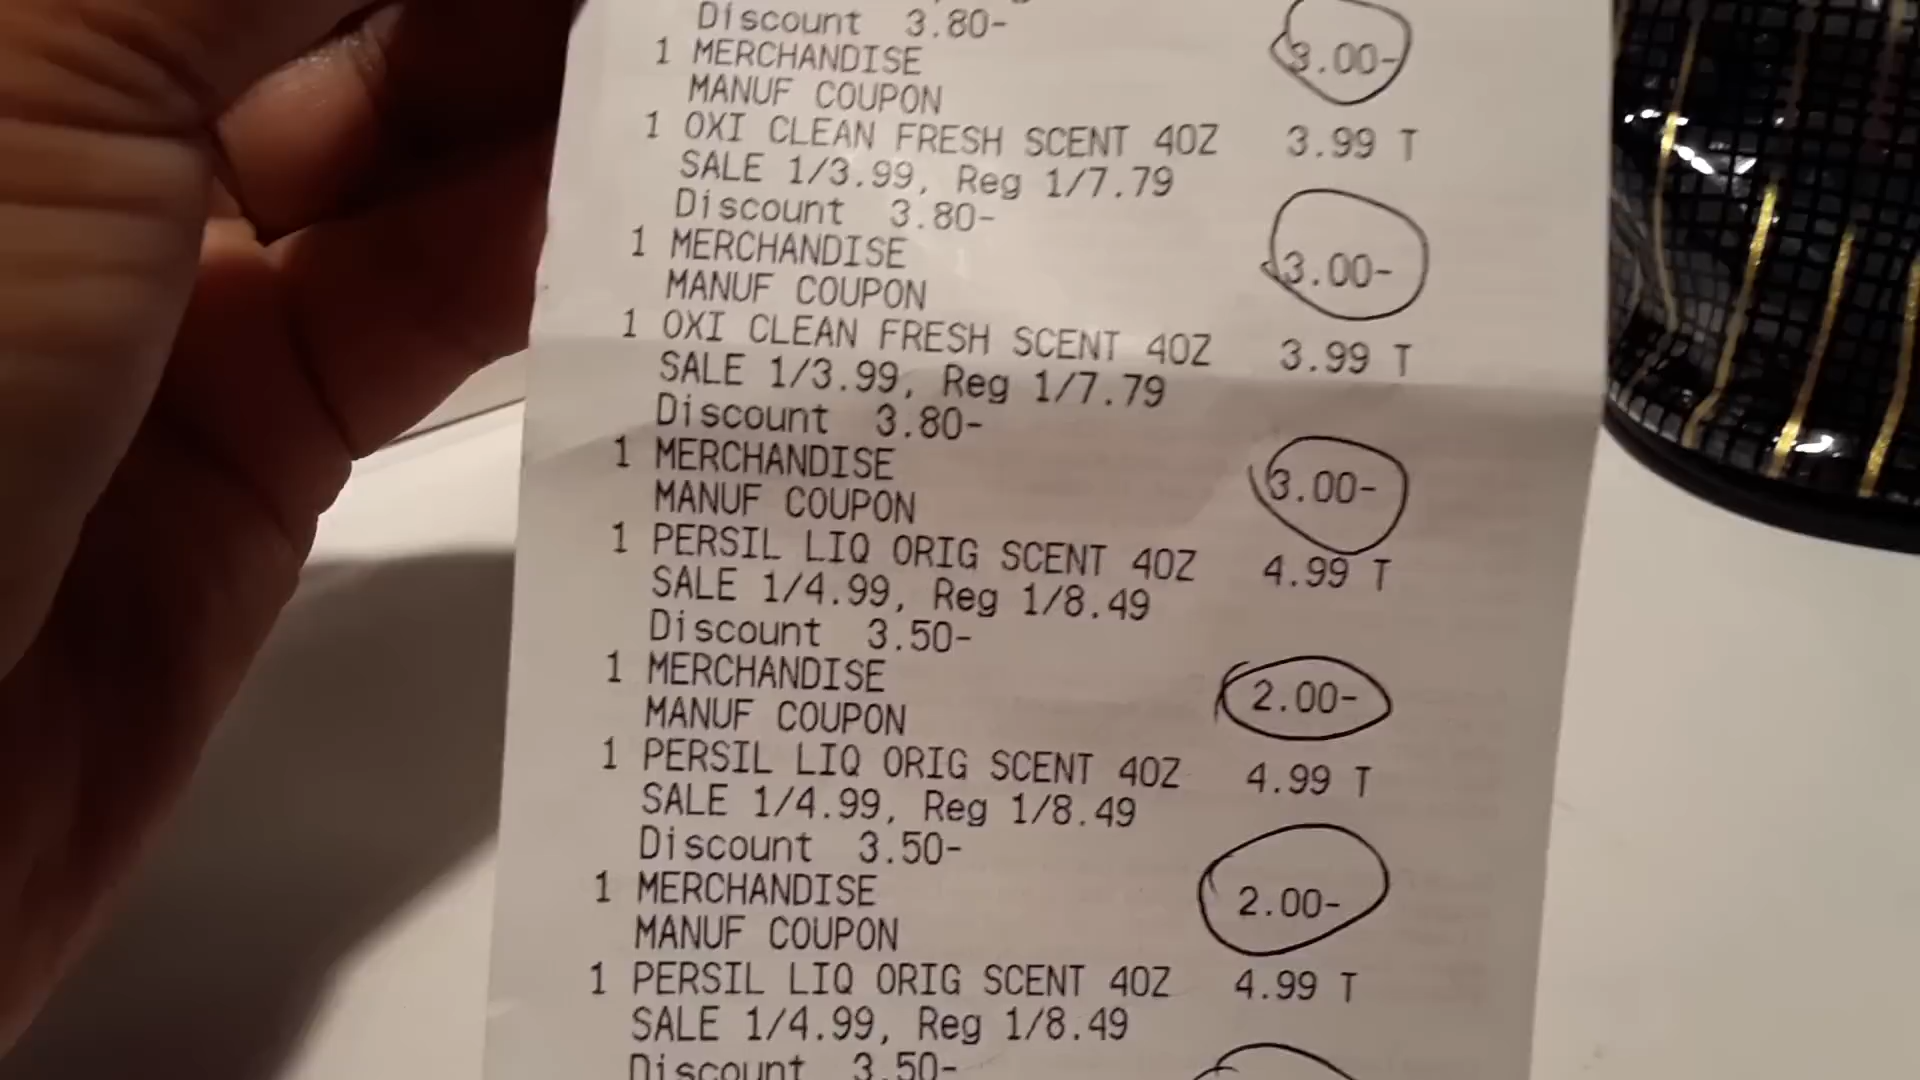 Discount 3.80-
1 MERCHANDISE 3.00-
MANUF COUPON
1 OXI CLEAN FRESH SCENT 40Z 3.99 T
SALE 1/3.99, Reg 1/7.79
Discount 3.80-
1 MERCHANDISE 3.00-
MANUF COUPON
1 OXI CLEAN FRESH SCENT 40Z 3.99 T
SALE 1/3.99, Reg 1/7.79
Discount 3.80-
1 MERCHANDISE 3.00-
MANUF COUPON
1 PERSIL LIQ ORIG SCENT 40Z 4.99 T
SALE 1/4.99, Reg 1/8.49
Discount 3.50-
1 MERCHANDISE 2.00-
MANUF COUPON
1 PERSIL LIQ ORIG SCENT 40Z 4.99 T
SALE 1/4.99, Reg 1/8.49
Discount 3.50-
1 MERCHANDISE 2.00-
MANUF COUPON
1 PERSIL LIQ ORIG SCENT 40Z 4.99 T
SALE 1/4.99, Reg 1/8.49
Discount 3.50-